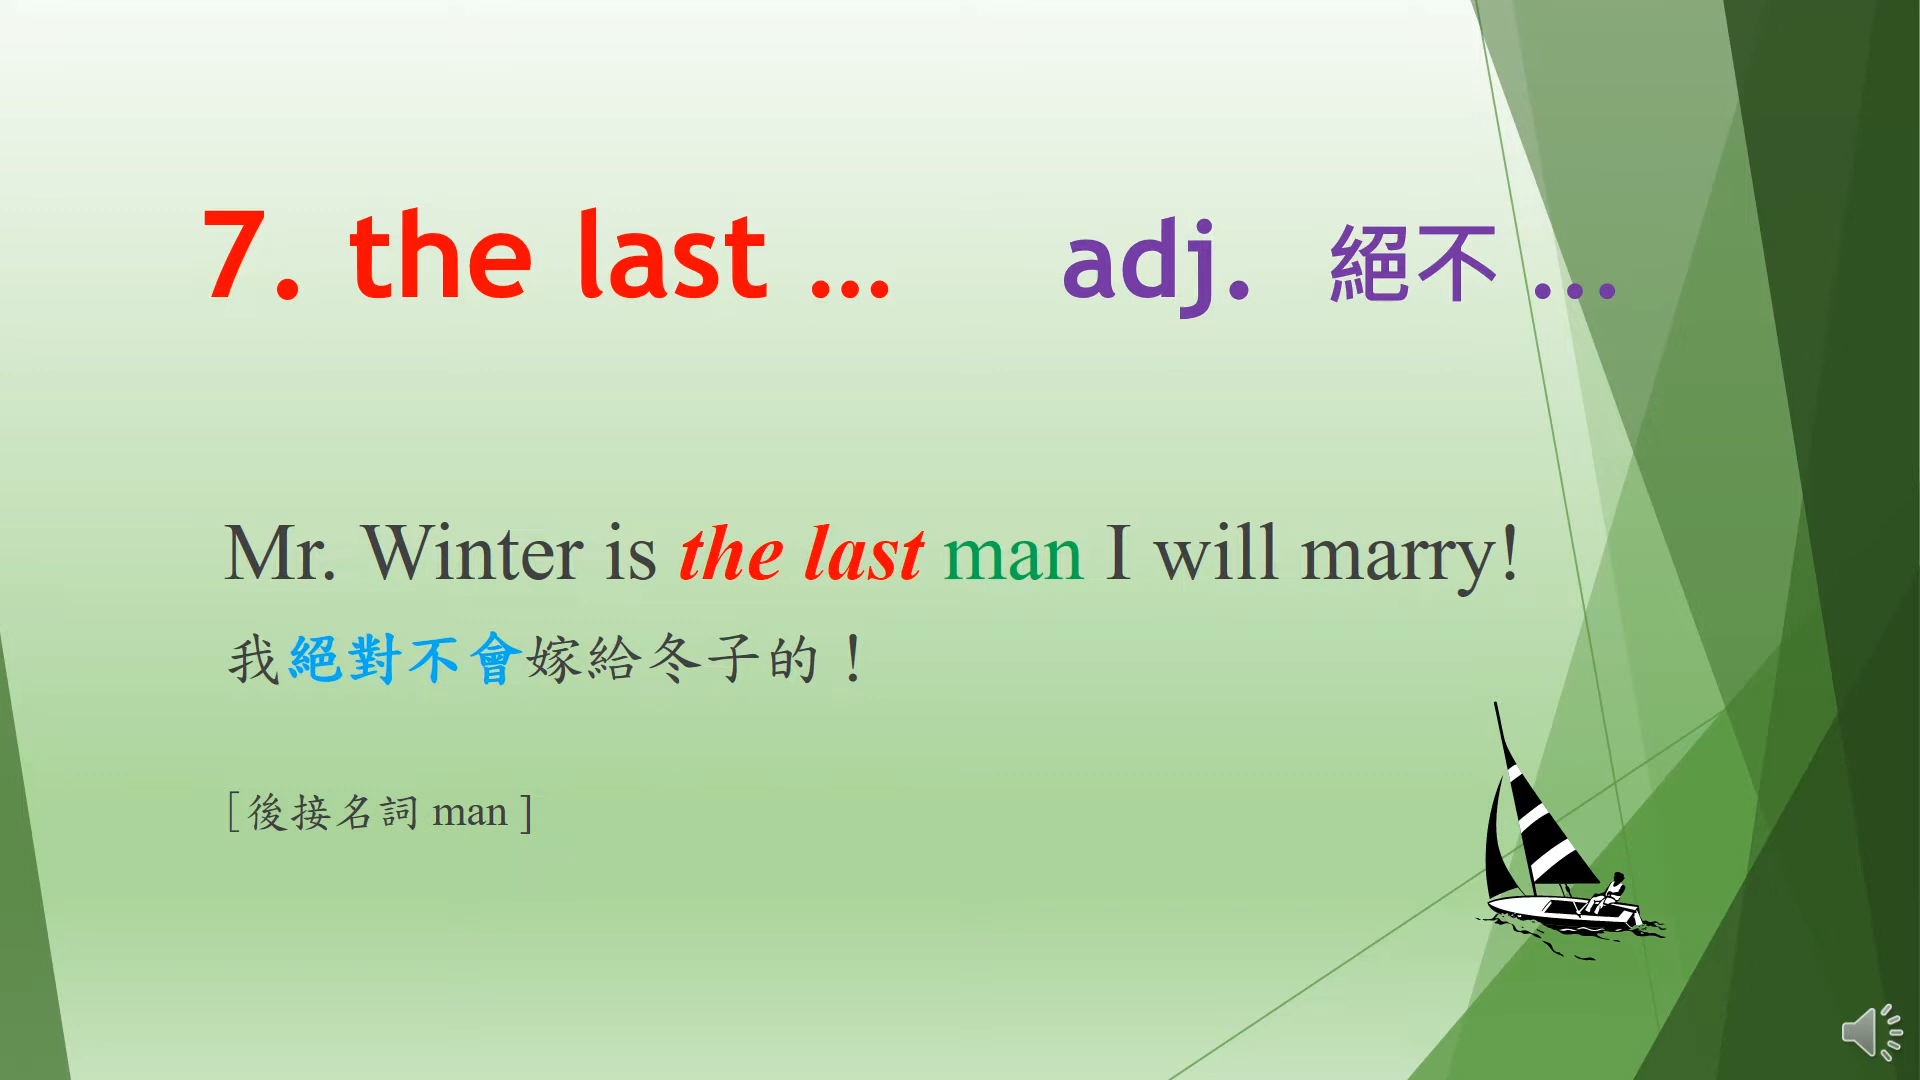 7. the last ... adj. 絕不 ...
Mr. Winter is the last man I will marry!
我絕對不會嫁給冬子的！
[後接名詞 man ]